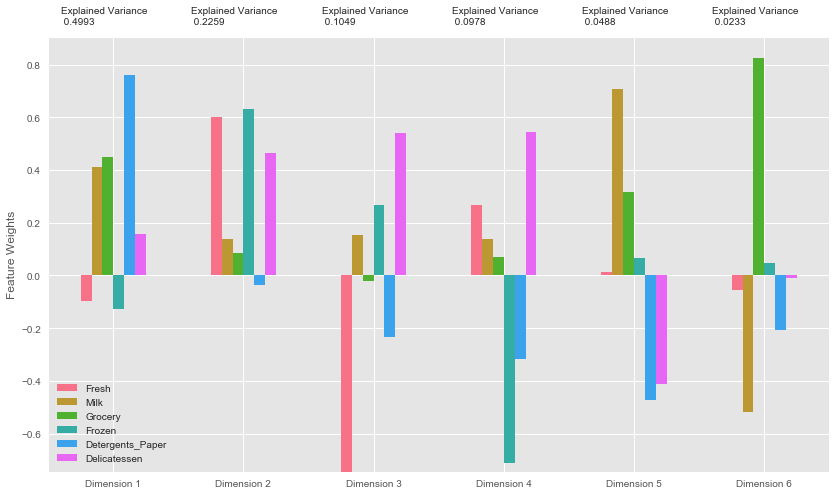 Explained Variance
0.4993
Explained Variance
0.2259
Explained Variance
0.1049
Explained Variance
0.0978
Explained Variance
0.0488
Explained Variance
0.0233
Feature Weights
0.8
0.6
0.4
0.2
0.0
−0.2
−0.4
−0.6
Fresh
Milk
Grocery
Frozen
Detergents_Paper
Delicatessen
Dimension 1
Dimension 2
Dimension 3
Dimension 4
Dimension 5
Dimension 6